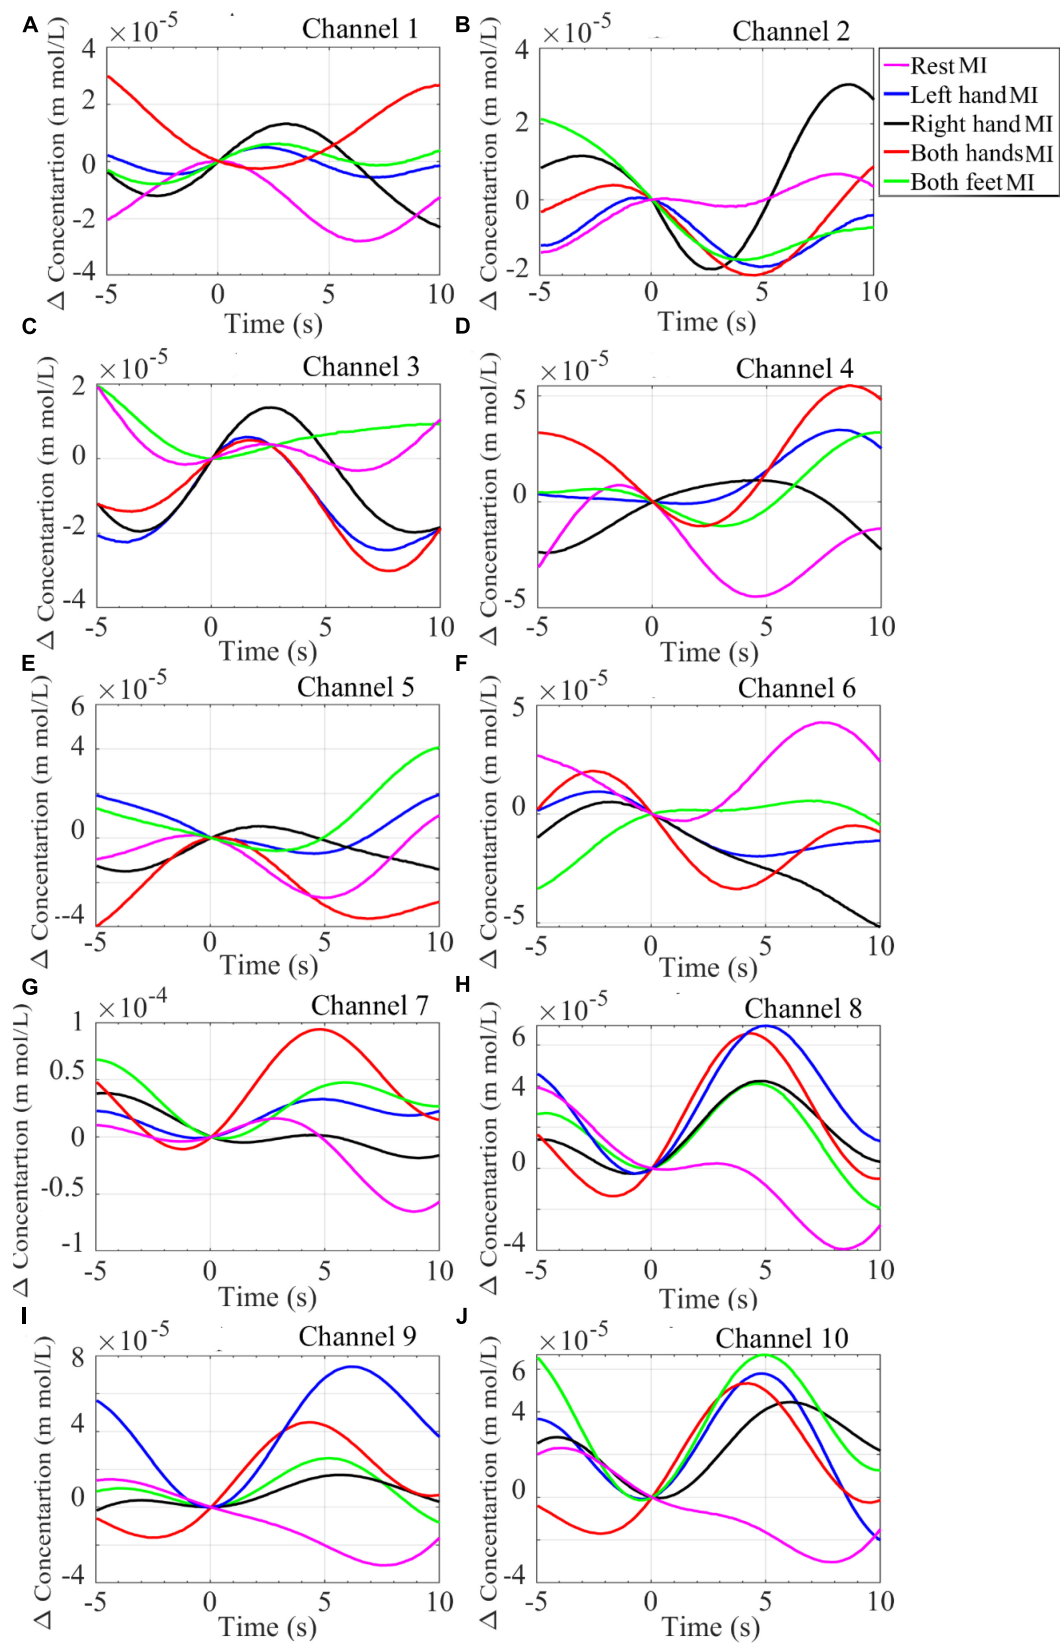 A
×10⁻⁵
Channel 1
Δ Concentartion (m mol/L)
4
2
0
-2
-4
-5
0
5
10
Time (s)
B
×10⁻⁵
Channel 2
Δ Concentartion (m mol/L)
4
2
0
-2
-5
0
5
10
Time (s)
Rest MI
Left hand MI
Right hand MI
Both hands MI
Both feet MI
C
×10⁻⁵
Channel 3
Δ Concentartion (m mol/L)
2
0
-2
-4
-5
0
5
10
Time (s)
D
×10⁻⁵
Channel 4
Δ Concentartion (m mol/L)
5
0
-5
-5
0
5
10
Time (s)
E
×10⁻⁵
Channel 5
Δ Concentartion (m mol/L)
6
4
0
--4
-5
0
5
10
Time (s)
F
×10⁻⁵
Channel 6
Δ Concentartion (m mol/L)
5
0
-5
-5
0
5
10
Time (s)
G
×10⁻⁴
Channel 7
Δ Concentartion (m mol/L)
1
0.5
0
-0.5
-1
-5
0
5
10
Time (s)
H
×10⁻⁵
Channel 8
Δ Concentartion (m mol/L)
6
4
0
-4
-5
0
5
10
Time (s)
I
×10⁻⁵
Channel 9
Δ Concentartion (m mol/L)
8
4
0
-4
-5
0
5
10
Time (s)
J
×10⁻⁵
Channel 10
Δ Concentartion (m mol/L)
6
4
0
-4
-5
0
5
10
Time (s)